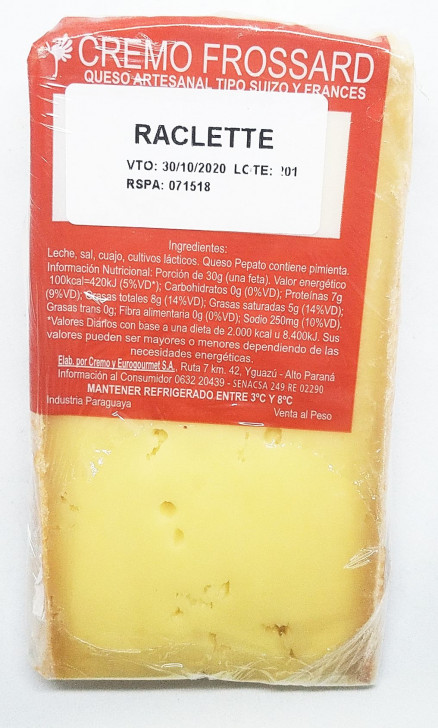 CREMO FROSSARD
QUESO ARTESANAL TIPO SUIZO Y FRANCES
RACLETTE
VTO: 30/10/2020 LOTE: 201
RSPA: 071518
Ingredientes:
Leche, sal, cuajo, cultivos lácticos. Queso Pepato contiene pimienta.
Información Nutricional: Porción de 30g (una feta). Valor energético
100kcal=420kJ (5%VD*); Carbohidratos 0g (0%VD); Proteínas 7g
(9%VD); Grasas totales 8g (14%VD); Grasas saturadas 5g (14%VD);
Grasas trans 0g; Fibra alimentaria 0g (0%VD); Sodio 250mg (10%VD).
*Valores Diarios con base a una dieta de 2.000 kcal u 8.400kJ. Sus
valores pueden ser mayores o menores dependiendo de las
necesidades energéticas.
Elab. por Cremo y Eurogourmet S.A., Ruta 7 km. 42, Yguazú - Alto Paraná
Información al Consumidor 0632 20439 - SENACSA 249 RE 02290
MANTENER REFRIGERADO ENTRE 3ºC Y 8ºC
Industria Paraguaya
Venta al Peso